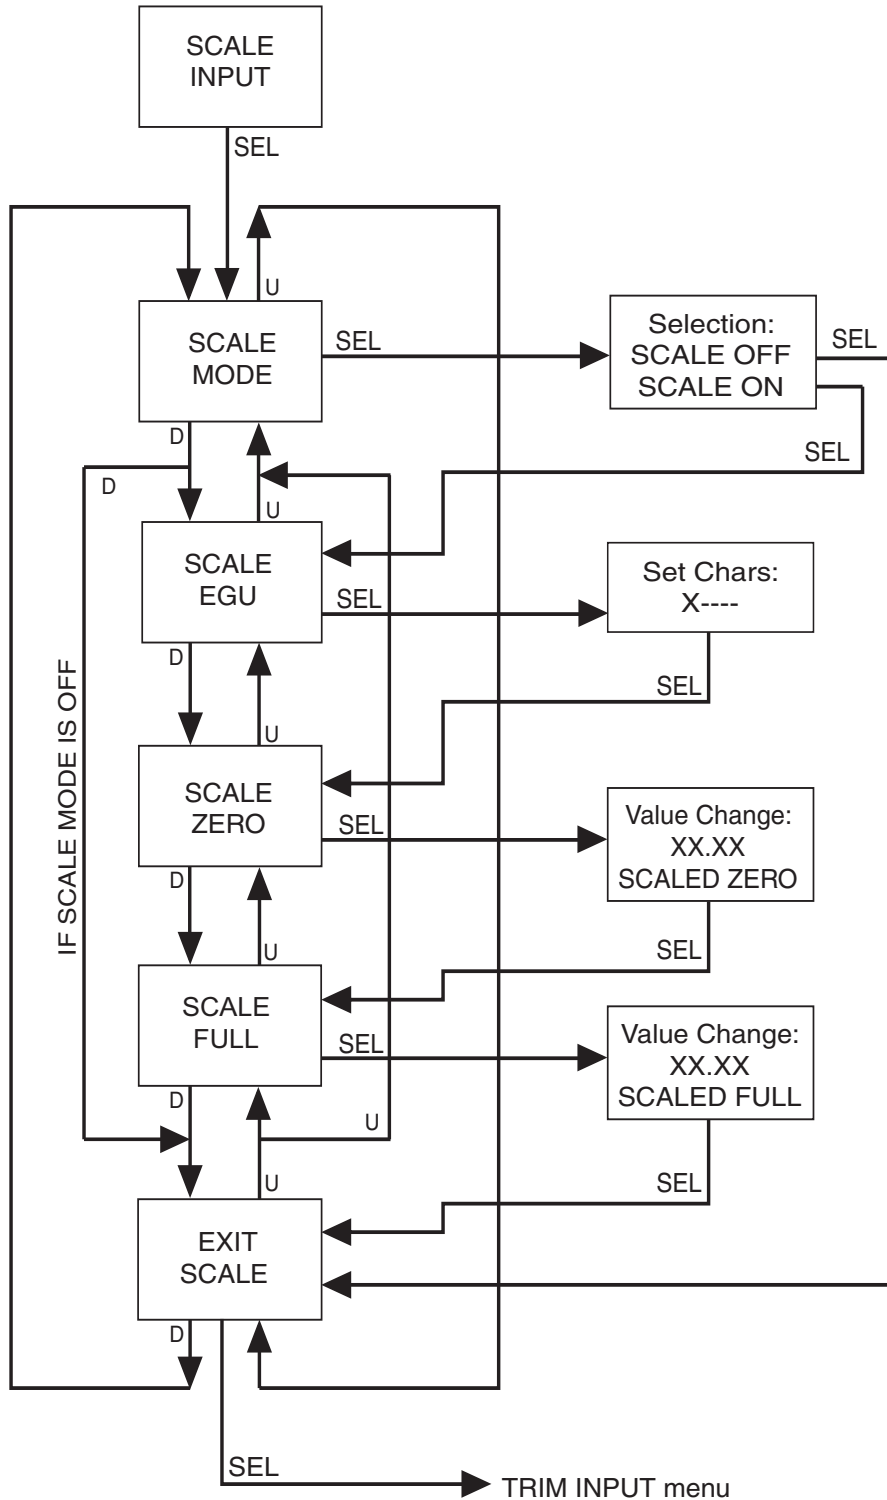 SCALE
INPUT
SEL
U
SCALE
MODE
SEL
Selection:
SCALE OFF
SCALE ON
SEL
SEL
D
D
U
SCALE
EGU
SEL
Set Chars:
X----
SEL
D
U
IF SCALE MODE IS OFF
SCALE
ZERO
SEL
Value Change:
XX.XX
SCALED ZERO
SEL
D
U
SCALE
FULL
SEL
Value Change:
XX.XX
SCALED FULL
SEL
D
U
U
EXIT
SCALE
D
SEL
TRIM INPUT menu